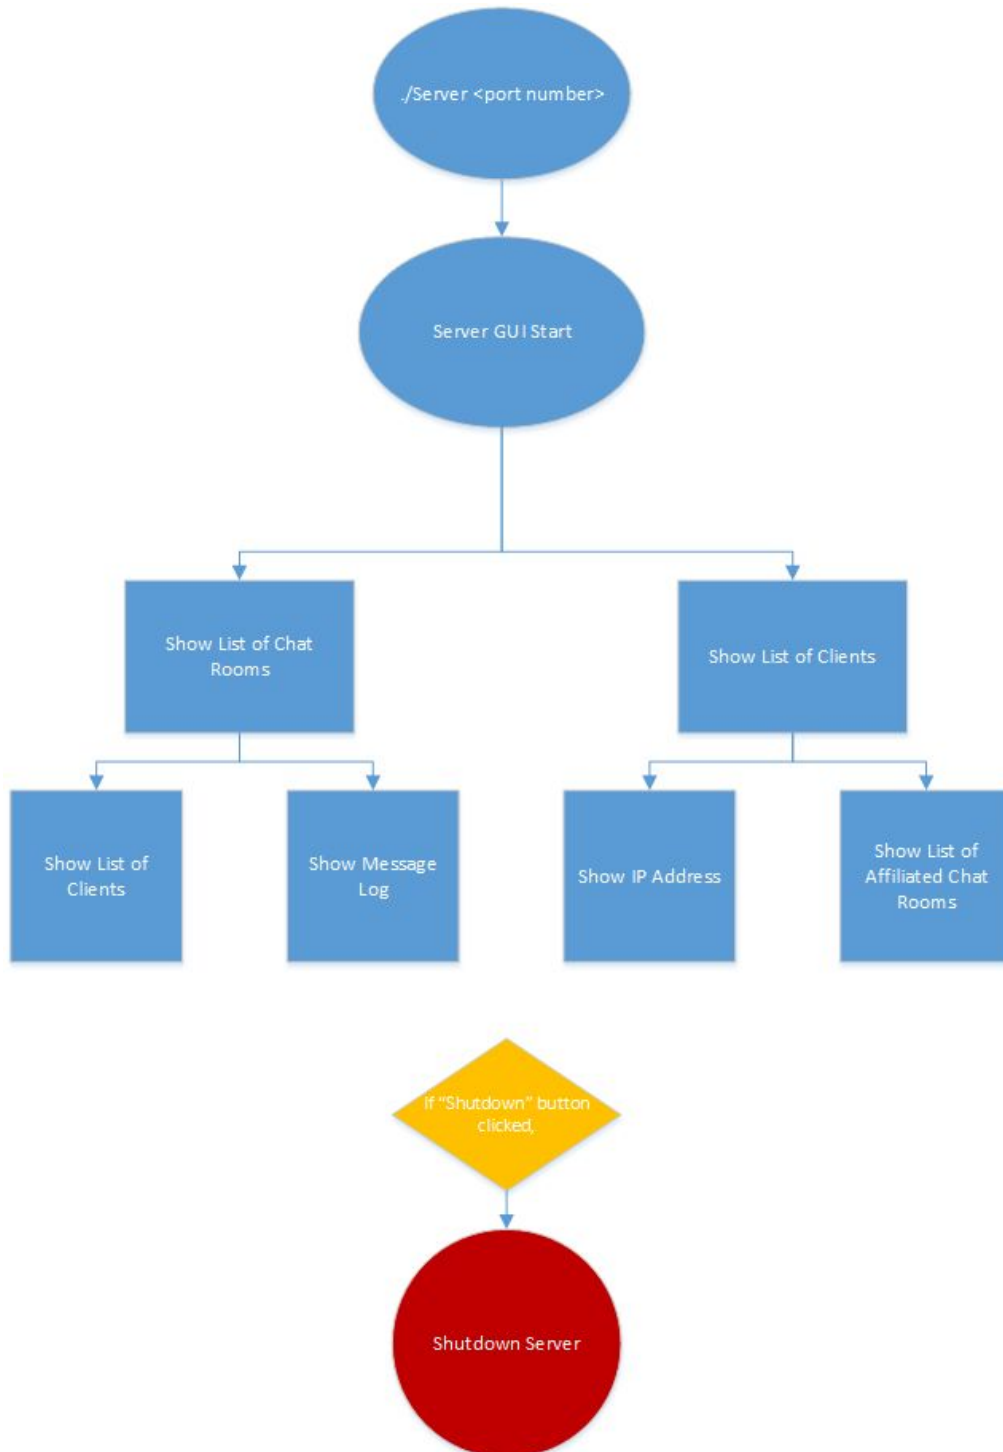 ./Server <port number>
Server GUI Start
Show List of Chat
Rooms
Show List of Clients
Show List of
Clients
Show Message
Log
Show IP Address
Show List of
Affiliated Chat
Rooms
If “Shutdown” button
clicked,
Shutdown Server